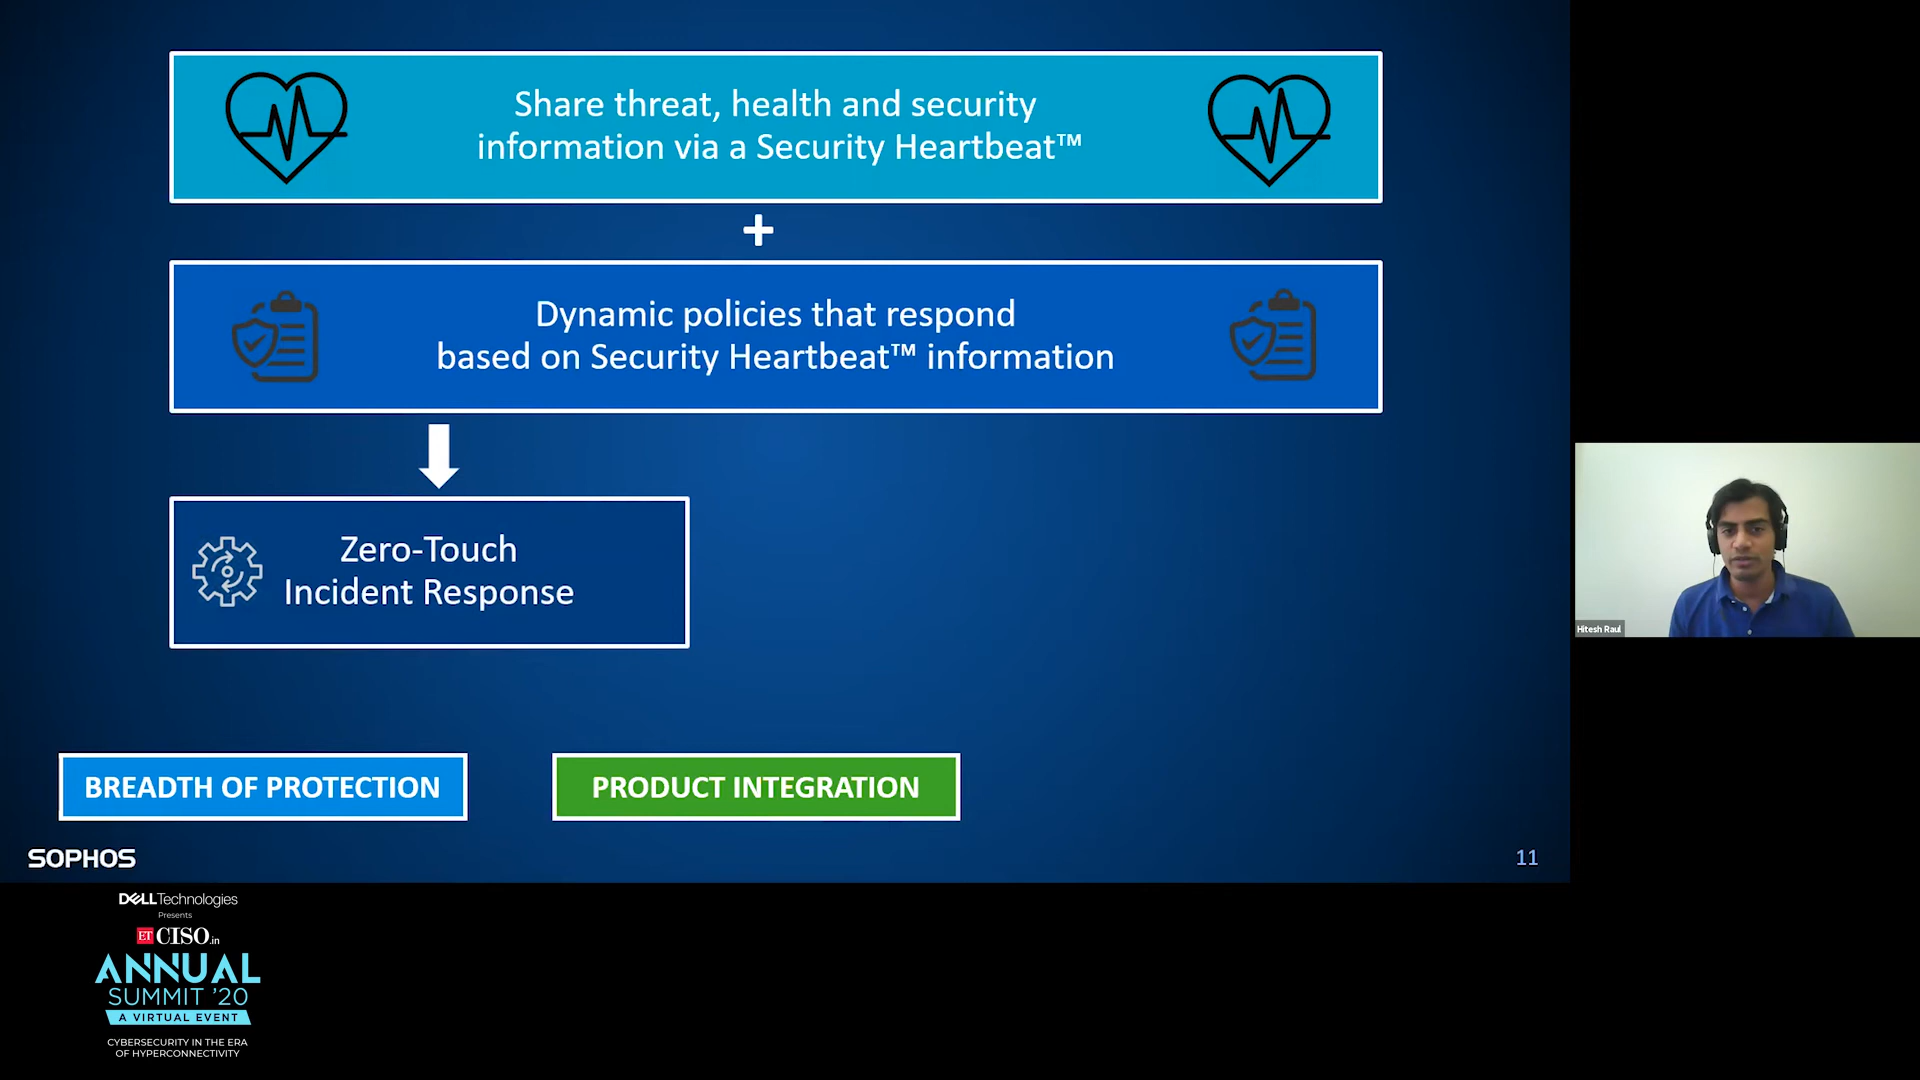 Share threat, health and security
information via a Security Heartbeat™
+
Dynamic policies that respond
based on Security Heartbeat™ information
Zero-Touch
Incident Response
BREADTH OF PROTECTION
PRODUCT INTEGRATION
SOPHOS
11
Hitesh Raul
DELLTechnologies
Presents
ET CISO.in
ANNUAL
SUMMIT '20
A VIRTUAL EVENT
CYBERSECURITY IN THE ERA
OF HYPERCONNECTIVITY